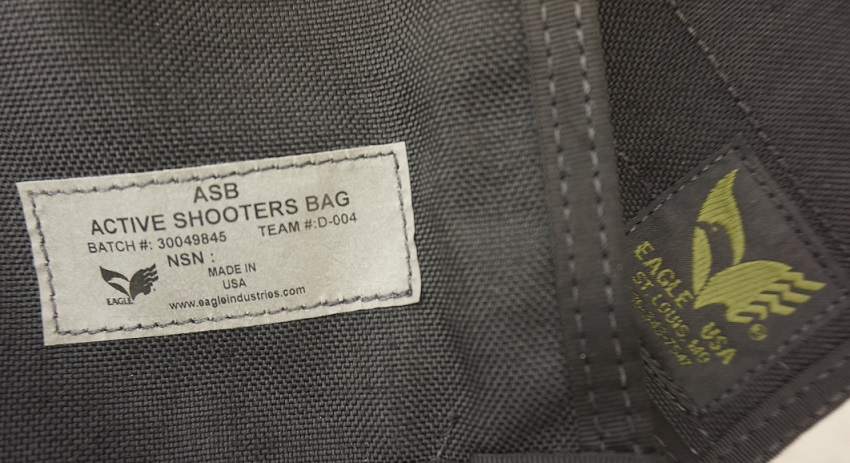 ASB
ACTIVE SHOOTERS BAG
BATCH #: 30049845 TEAM #:D-004
NSN :
MADE IN
USA
EAGLE
www.eagleindustries.com
EAGLE USA
ST LOUIS, MO